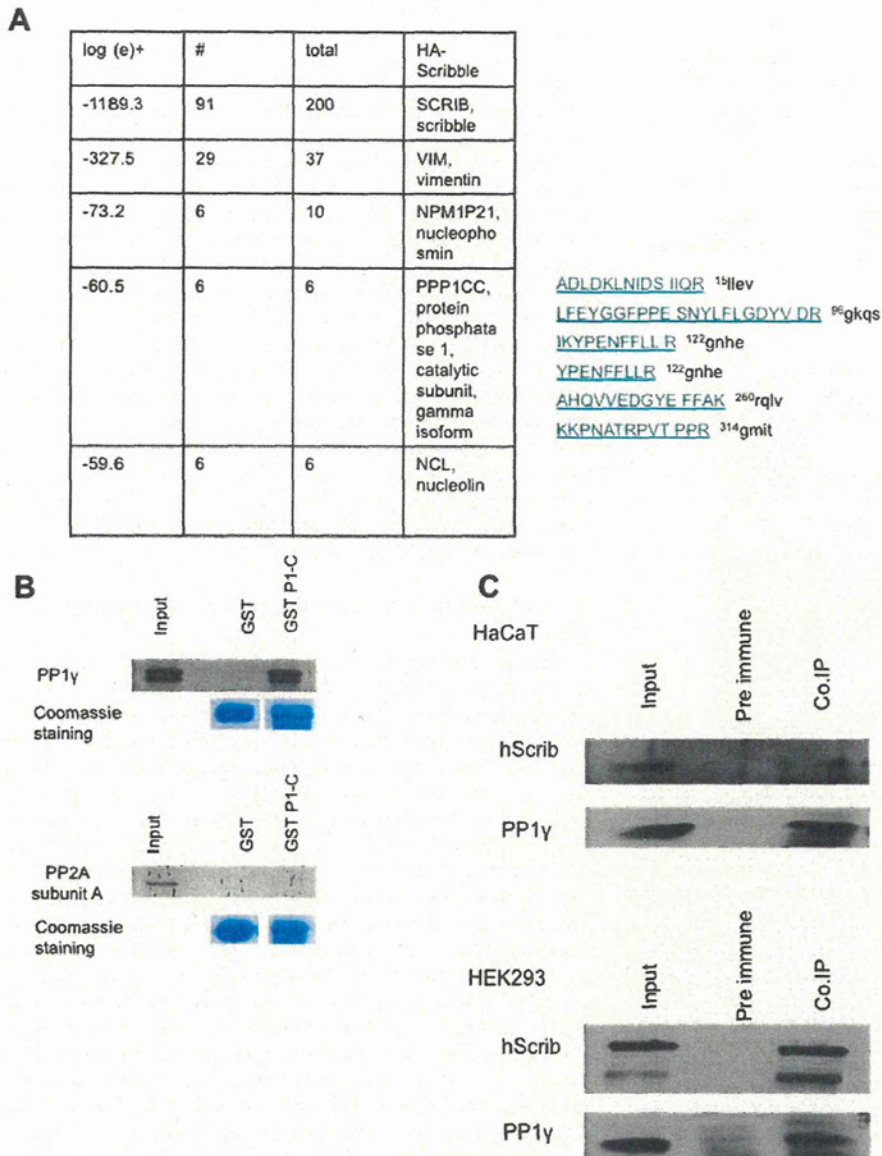 A
log (e)+ # total HA-
Scribble
-1189.3 91 200 SCRIB,
scribble
-327.5 29 37 VIM,
vimentin
-73.2 6 10 NPM1P21,
nucleopho
smin
-60.5 6 6 PPP1CC,
protein
phosphata
se 1,
catalytic
subunit,
gamma
isoform
-59.6 6 6 NCL,
nucleolin
ADLDKLNIDS IIQR 15llev
LFEYGGFPPE SNYLFLGDYV DR 96gkqs
IKYPENFFLL R 122gnhe
YPENFFLLR 122gnhe
AHQVVEDGYE FFAK 260rqlv
KKPNATRPVT PPR 314gmit
B
Input GST GST P1-C
PP1γ
Coomassie
staining
Input GST GST P1-C
PP2A
subunit A
Coomassie
staining
C
HaCaT
Input Pre immune Co.IP
hScrib
PP1γ
HEK293
Input Pre immune Co.IP
hScrib
PP1γ